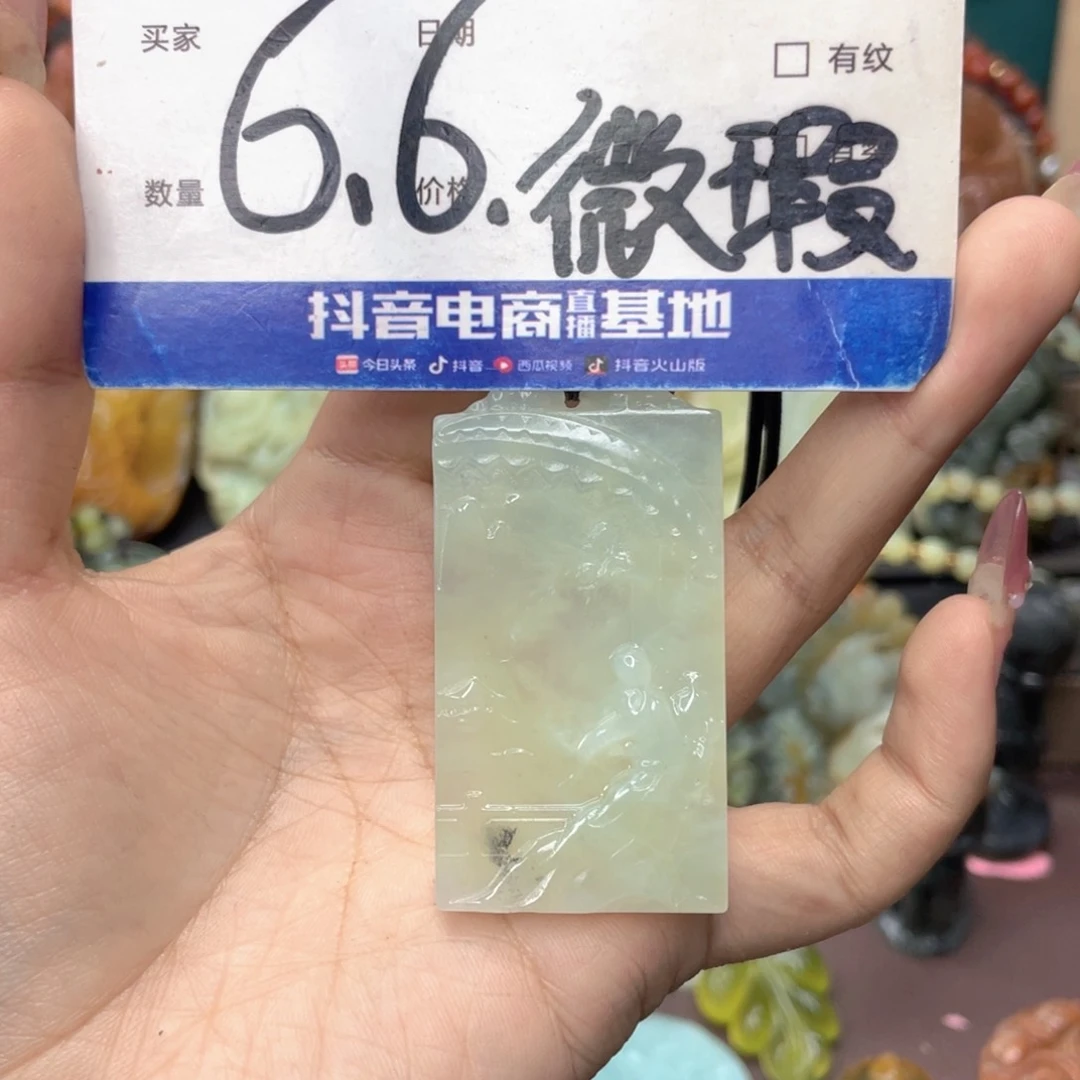 买家 日期 □ 有纹
数量 价格
6.6.微瑕
抖音电商直播基地
今日头条 抖音 西瓜视频 抖音火山版